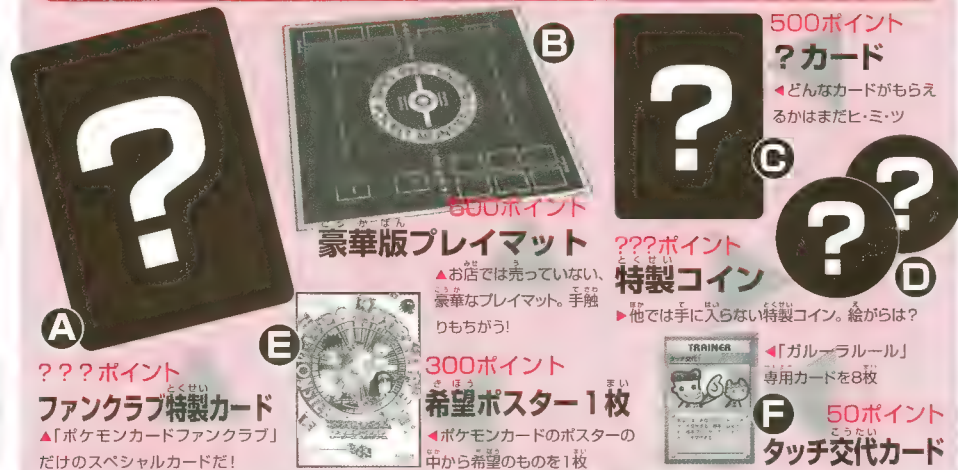 ?
A
???ポイント
ファンクラブ特製カード
▲「ポケモンカードファンクラブ」
だけのスペシャルカードだ!
B
豪華版プレイマット
▲お店では売っていない、
豪華なプレイマット。手触
りもちがう!
?
C
500ポイント
?カード
◀どんなカードがもらえ
るかはまだヒ・ミ・ツ
?
?
D
???ポイント
特製コイン
▶他では手に入らない特製コイン。絵がらは?
E
300ポイント
希望ポスター1枚
◀ポケモンカードのポスターの
中から希望のものを1枚
TRAINER
タッチ交代!
F
◀「ガルーラルール」
専用カードを8枚
50ポイント
タッチ交代カード